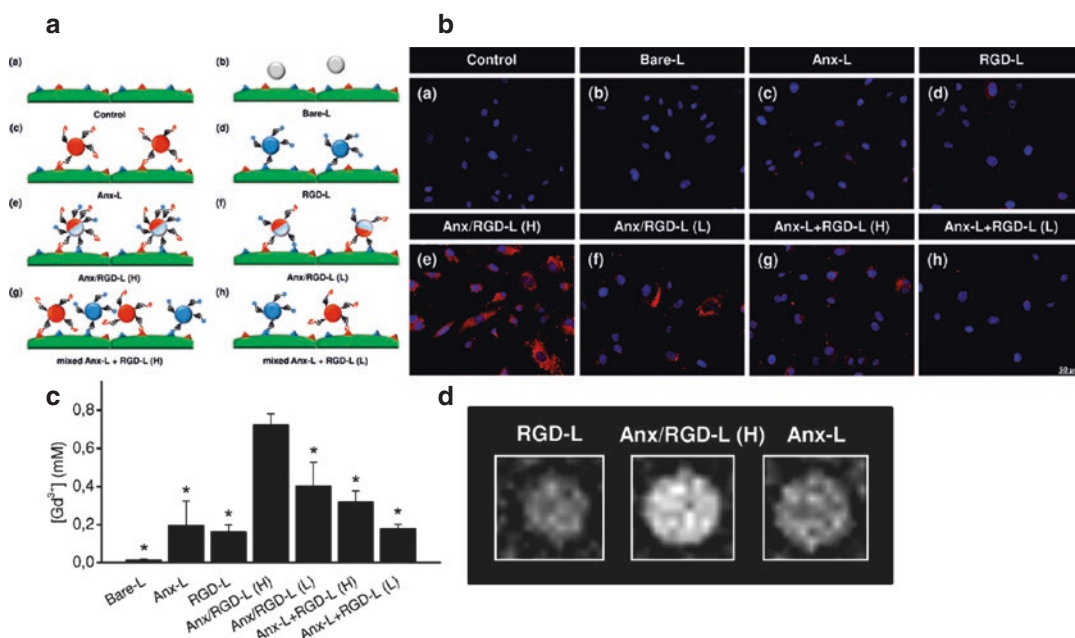 a
(a)
Control
(b)
Bare-L
(c)
Anx-L
(d)
RGD-L
(e)
Anx/RGD-L (H)
(f)
Anx/RGD-L (L)
(g)
mixed Anx-L + RGD-L (H)
(h)
mixed Anx-L + RGD-L (L)
b
Control
Bare-L
Anx-L
RGD-L
(a)
(b)
(c)
(d)
Anx/RGD-L (H)
Anx/RGD-L (L)
Anx-L+RGD-L (H)
Anx-L+RGD-L (L)
(e)
(f)
(g)
(h)
50 µm
c
[Gd3+] (mM)
0,8
0,6
0,4
0,2
0,0
*
*
*
*
*
*
Bare-L
Anx-L
RGD-L
Anx/RGD-L (H)
Anx/RGD-L (L)
Anx-L+RGD-L (H)
Anx-L+RGD-L (L)
d
RGD-L
Anx/RGD-L (H)
Anx-L